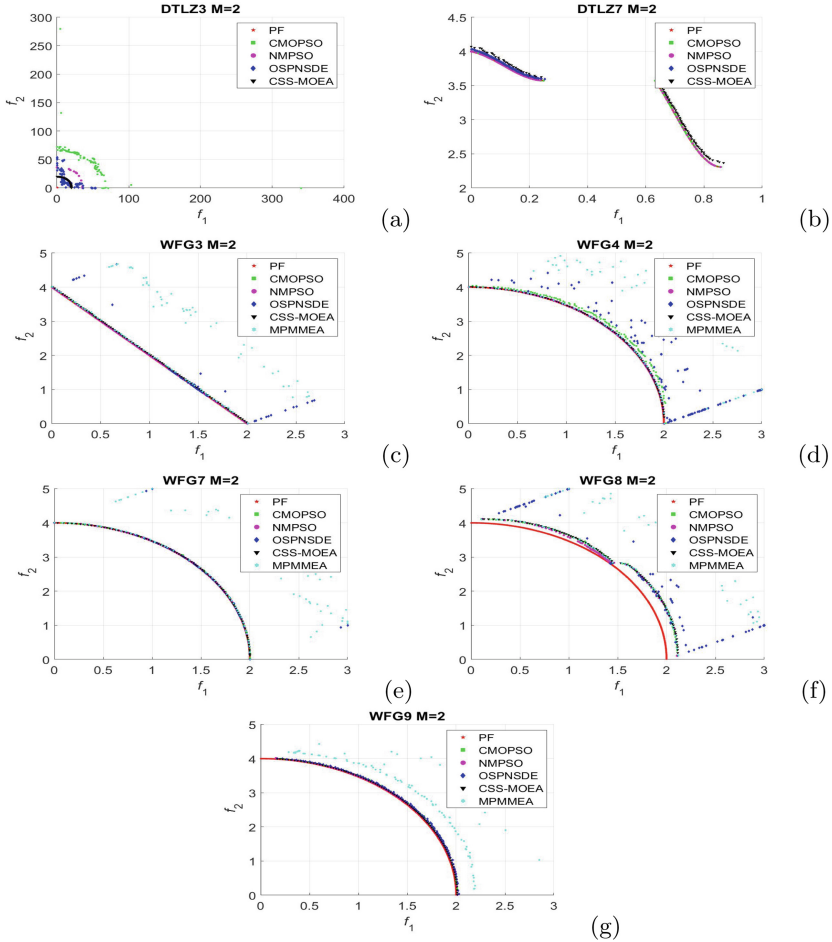 DTLZ3 M=2
300
250
200
150
100
50
0
f2
0 100 200 300 400
f1
PF
CMOPSO
NMPSO
OSPNSDE
CSS-MOEA
(a)
DTLZ7 M=2
4.5
4
3.5
3
2.5
2
f2
0 0.2 0.4 0.6 0.8 1
f1
PF
CMOPSO
NMPSO
OSPNSDE
CSS-MOEA
(b)
WFG3 M=2
5
4
3
2
1
0
f2
0 0.5 1 1.5 2 2.5 3
f1
PF
CMOPSO
NMPSO
OSPNSDE
CSS-MOEA
MPMMEA
(c)
WFG4 M=2
5
4
3
2
1
0
f2
0 0.5 1 1.5 2 2.5 3
f1
PF
CMOPSO
NMPSO
OSPNSDE
CSS-MOEA
MPMMEA
(d)
WFG7 M=2
5
4
3
2
1
0
f2
0 0.5 1 1.5 2 2.5 3
f1
PF
CMOPSO
NMPSO
OSPNSDE
CSS-MOEA
MPMMEA
(e)
WFG8 M=2
5
4
3
2
1
0
f2
0 0.5 1 1.5 2 2.5 3
f1
PF
CMOPSO
NMPSO
OSPNSDE
CSS-MOEA
MPMMEA
(f)
WFG9 M=2
5
4
3
2
1
0
f2
0 0.5 1 1.5 2 2.5 3
f1
PF
CMOPSO
NMPSO
OSPNSDE
CSS-MOEA
MPMMEA
(g)